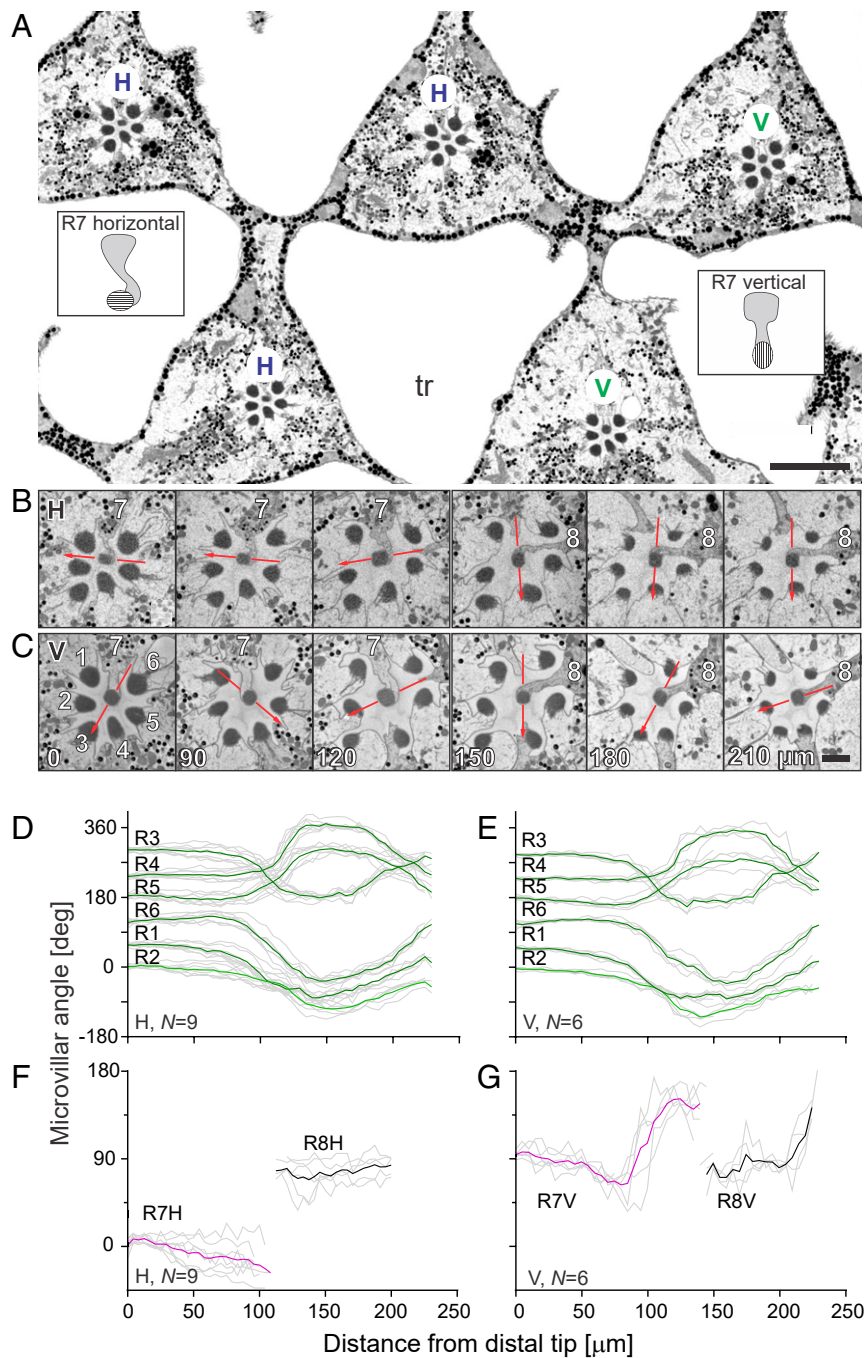 A
H
H
V
R7 horizontal
R7 vertical
H
tr
V
B
H
7
7
7
8
8
8
C
V
7
1
6
2
5
3
4
0
7
90
7
120
8
150
8
180
8
210 μm
D
360
180
0
-180
R3
R4
R5
R6
R1
R2
H, N=9
E
R3
R4
R5
R6
R1
R2
V, N=6
Microvillar angle [deg]
F
180
90
0
R8H
R7H
H, N=9
0
50
100
150
200
250
G
R7V
R8V
V, N=6
0
50
100
150
200
250
Distance from distal tip [μm]